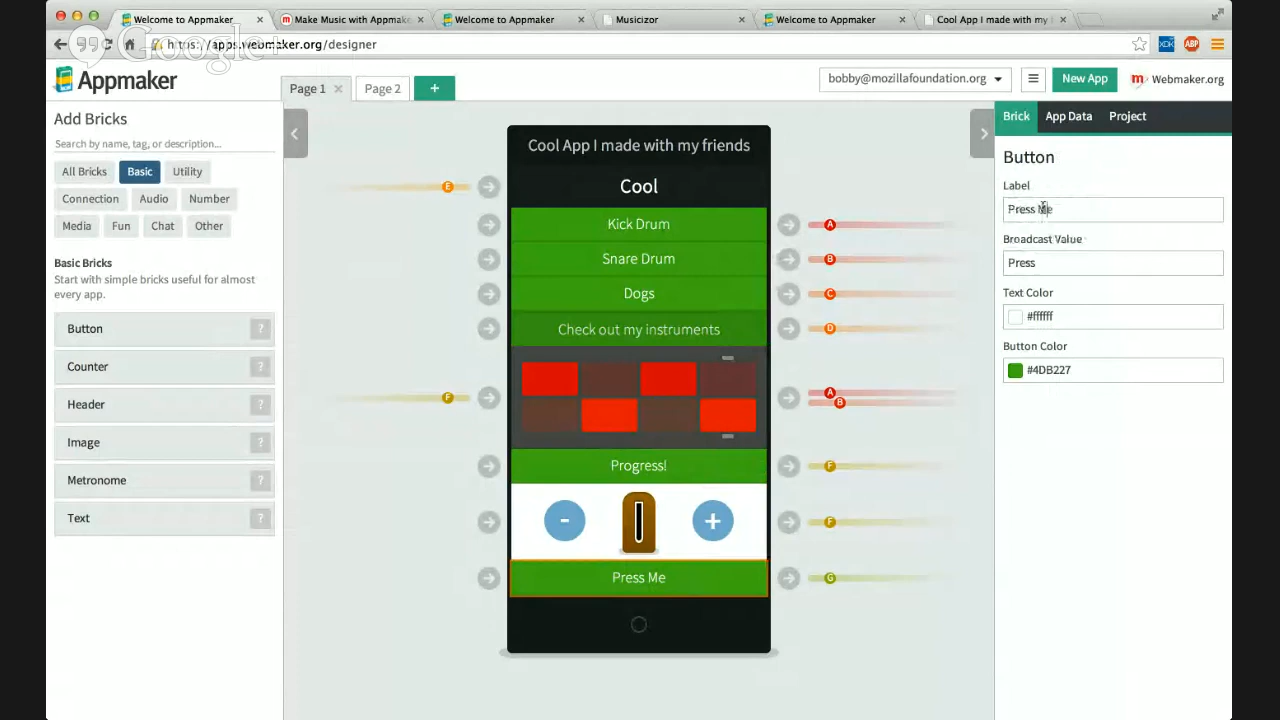 Welcome to Appmaker
Make Music with Appmake
Welcome to Appmaker
Musicizor
Welcome to Appmaker
Cool App I made with my
Google+
https://apps.webmaker.org/designer
XDK
ABP
Appmaker
Page 1
Page 2
+
bobby@mozillafoundation.org
New App
m Webmaker.org
Add Bricks
Search by name, tag, or description...
All Bricks Basic Utility
Connection Audio Number
Media Fun Chat Other
Basic Bricks
Start with simple bricks useful for almost
every app.
Button ?
Counter ?
Header ?
Image ?
Metronome ?
Text ?
Cool App I made with my friends
E
Cool
Kick Drum
A
Snare Drum
B
Dogs
C
Check out my instruments
D
F
A
B
Progress!
F
- +
F
Press Me
G
Brick App Data Project
Button
Label
Press Me
Broadcast Value
Press
Text Color
#ffffff
Button Color
#4DB227